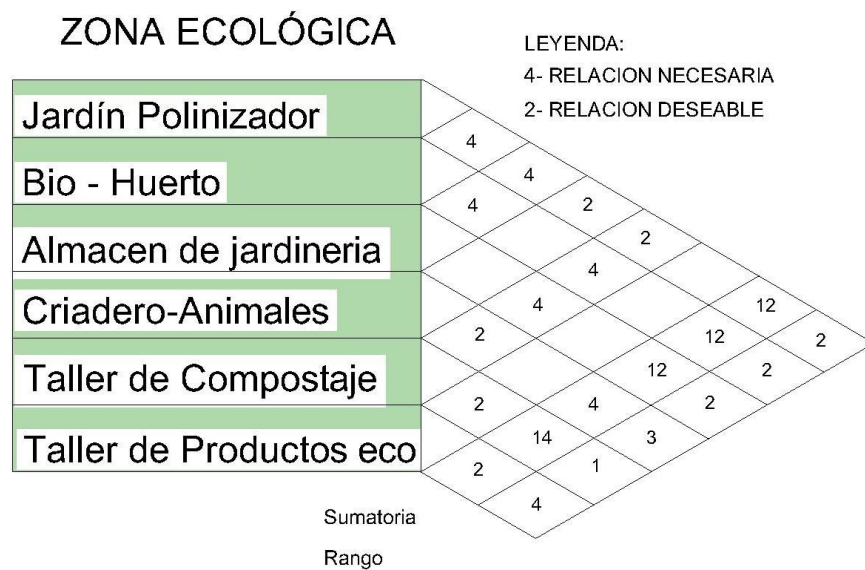 ZONA ECOLÓGICA
LEYENDA:
4- RELACION NECESARIA
2- RELACION DESEABLE
Jardín Polinizador
Bio - Huerto
Almacen de jardineria
Criadero-Animales
Taller de Compostaje
Taller de Productos eco
4
4
4
2
2
4
4
2
12
12
2
12
2
2
4
2
14
3
2
1
4
Sumatoria
Rango